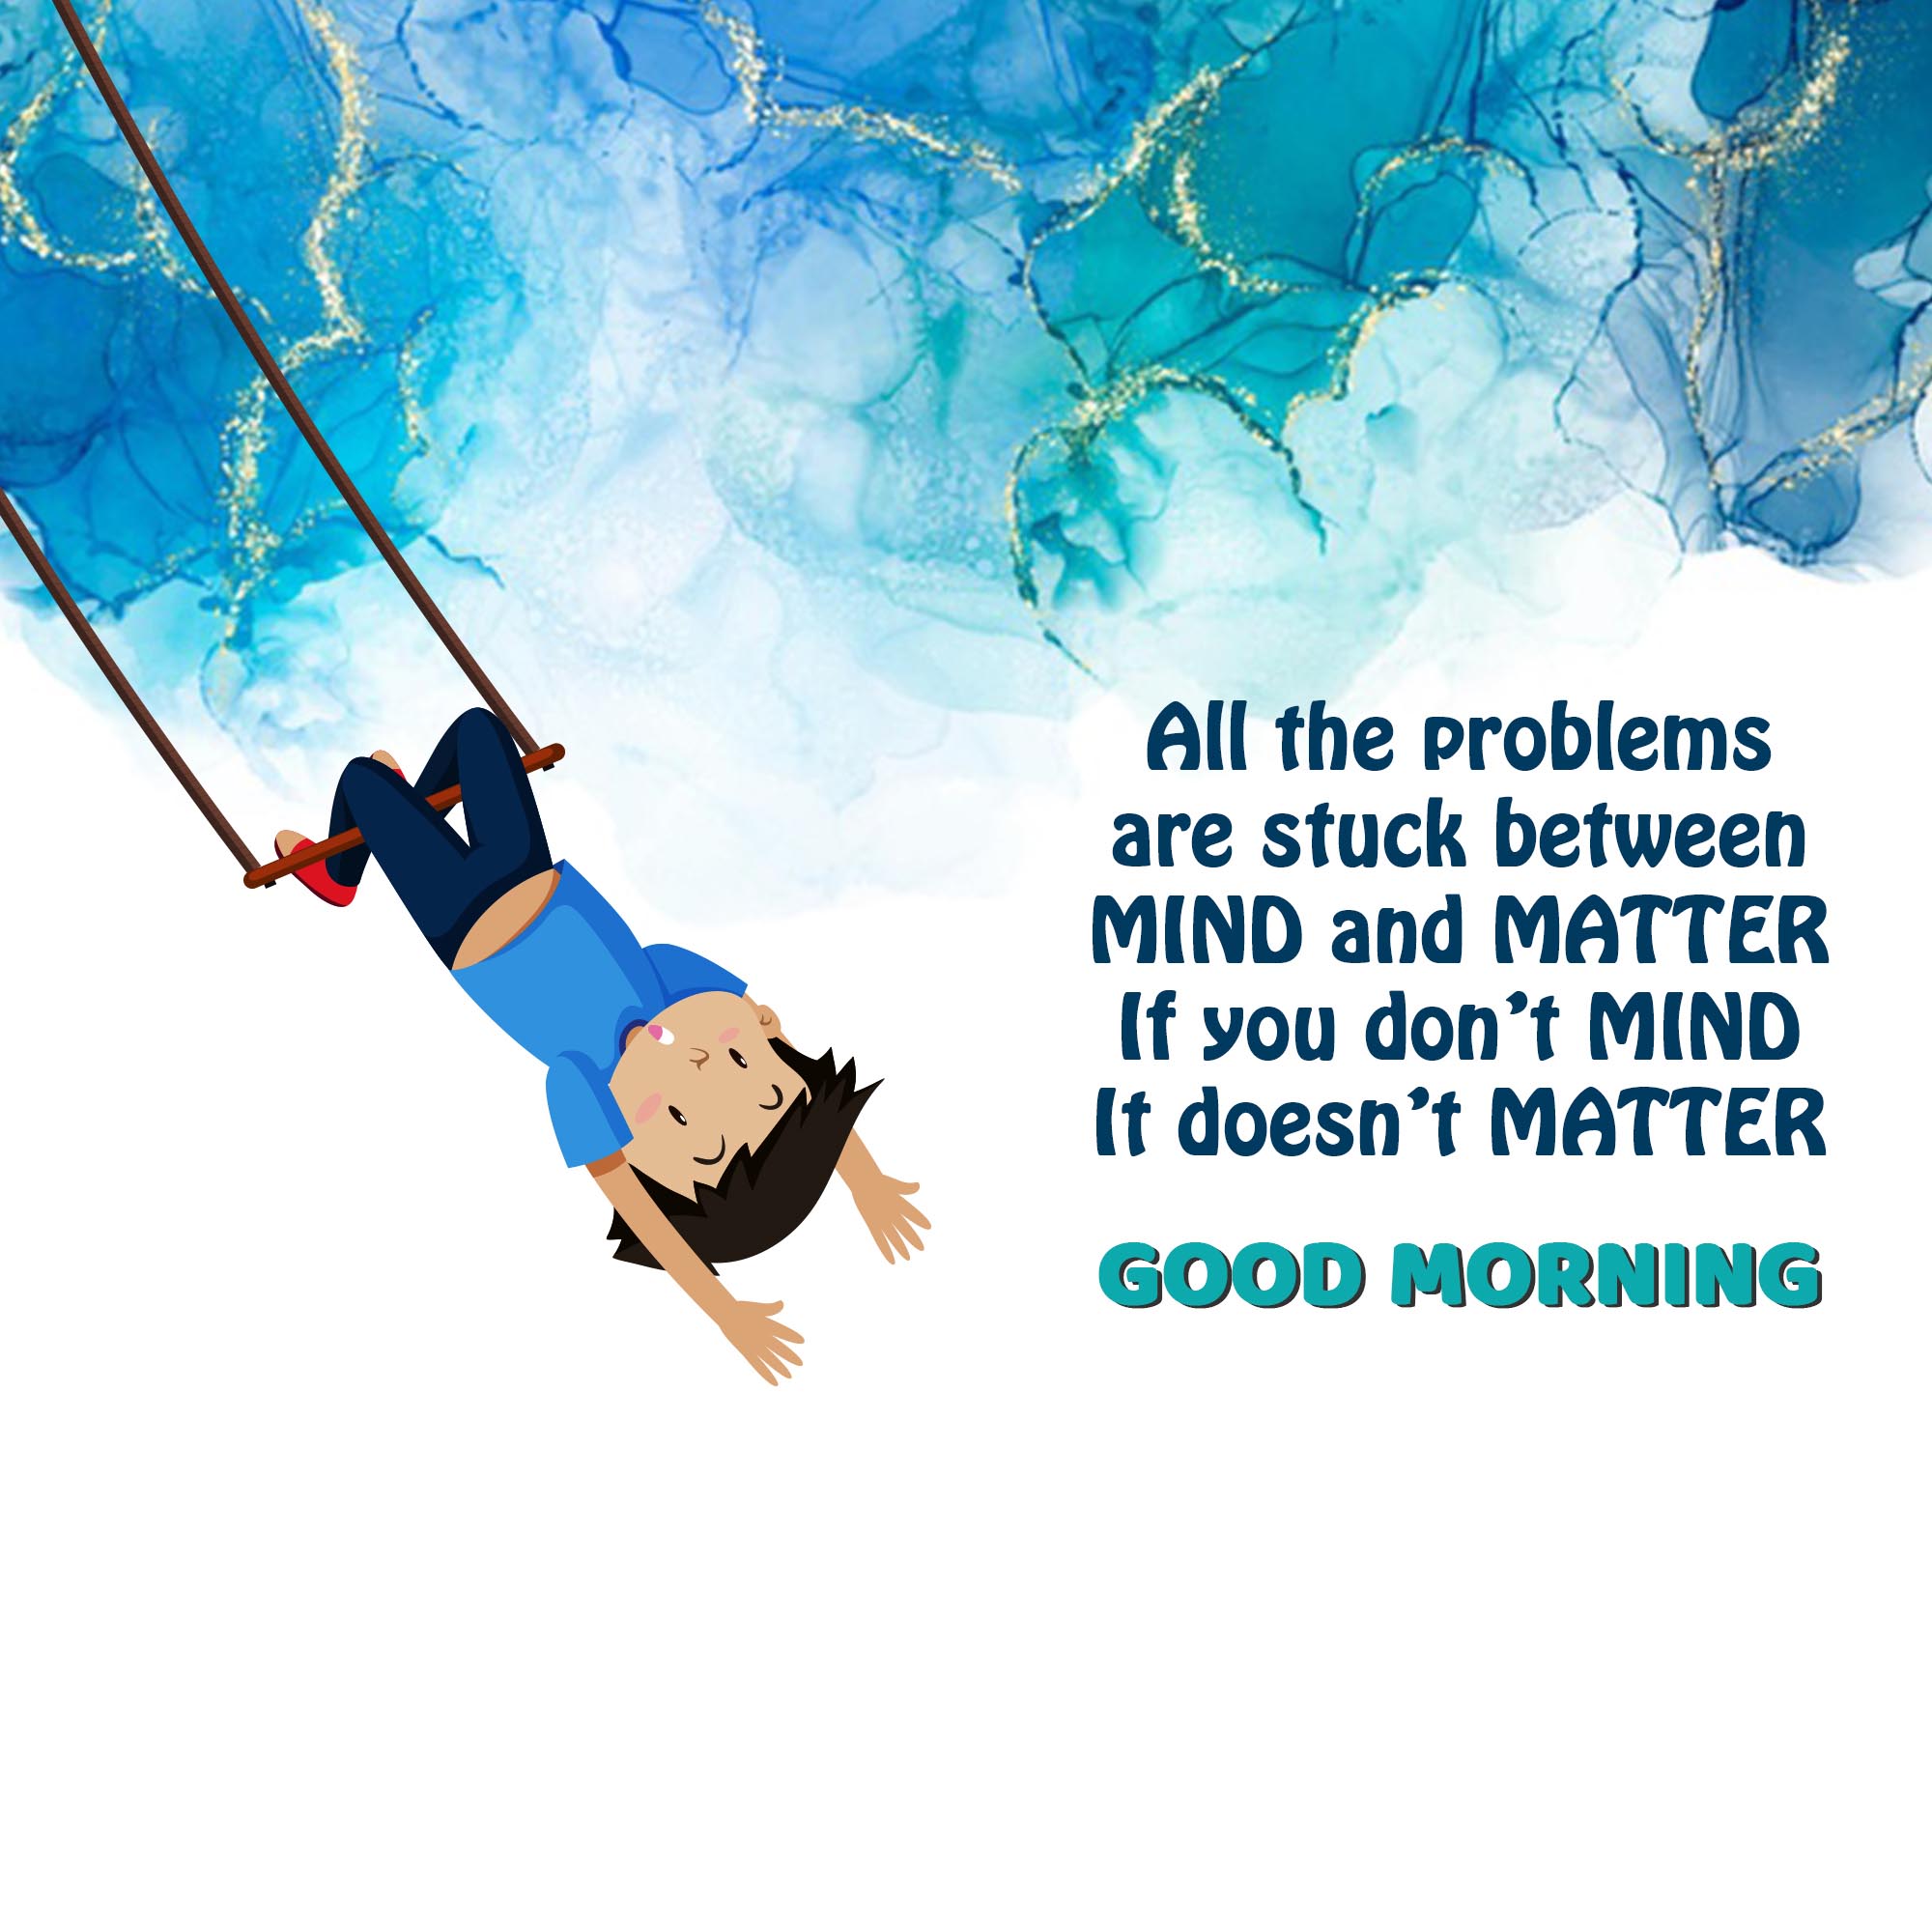 All the problems
are stuck between
MIND and MATTER
If you don’t MIND
It doesn’t MATTER
GOOD MORNING